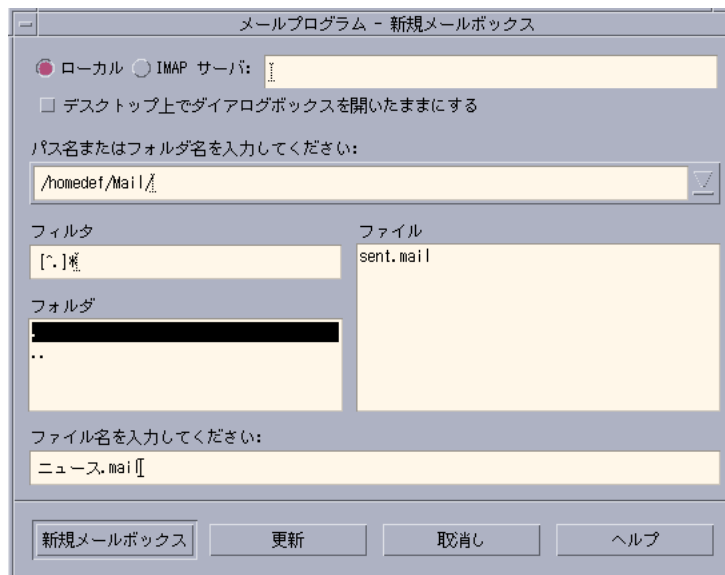 メールプログラム - 新規メールボックス
ローカル IMAP サーバ:
デスクトップ上でダイアログボックスを開いたままにする
パス名またはフォルダ名を入力してください:
/homedef/Mail/
フィルタ
[^.]*
フォルダ
.
..
ファイル
sent.mail
ファイル名を入力してください:
ニュース.mail
新規メールボックス 更新 取消し ヘルプ